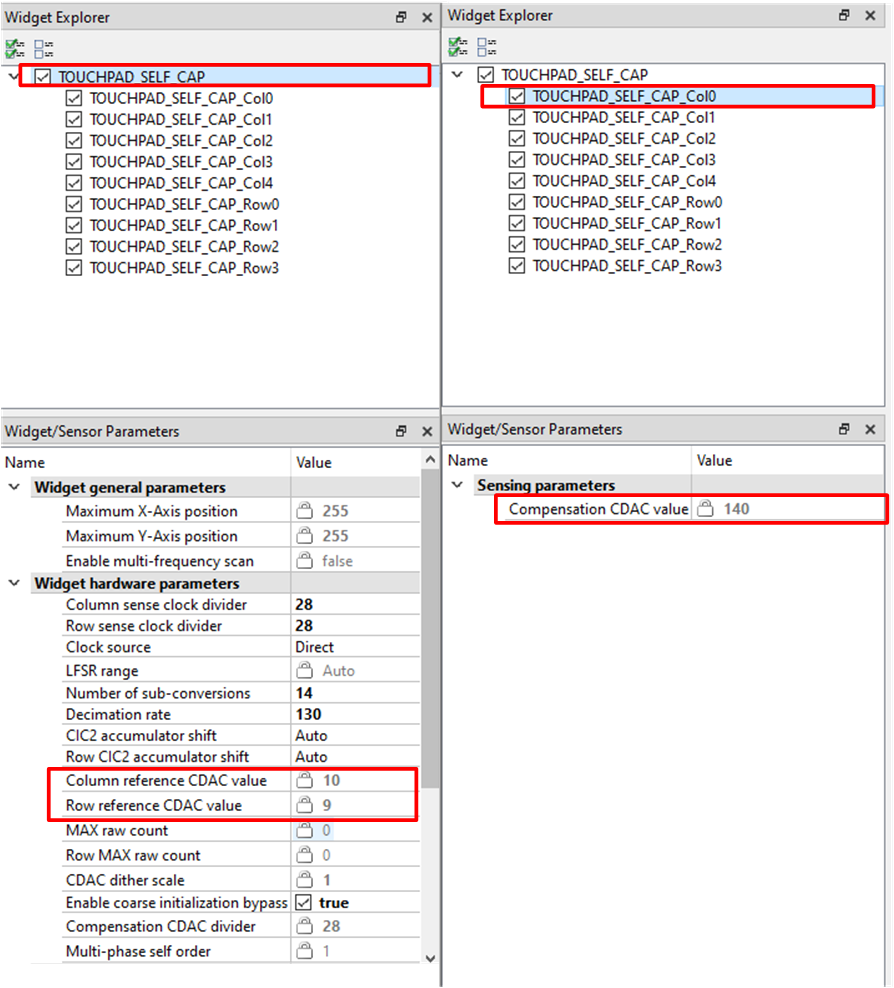 Widget Explorer
TOUCHPAD_SELF_CAP
TOUCHPAD_SELF_CAP_Col0
TOUCHPAD_SELF_CAP_Col1
TOUCHPAD_SELF_CAP_Col2
TOUCHPAD_SELF_CAP_Col3
TOUCHPAD_SELF_CAP_Col4
TOUCHPAD_SELF_CAP_Row0
TOUCHPAD_SELF_CAP_Row1
TOUCHPAD_SELF_CAP_Row2
TOUCHPAD_SELF_CAP_Row3
Widget/Sensor Parameters
Name Value
Widget general parameters
Maximum X-Axis position 255
Maximum Y-Axis position 255
Enable multi-frequency scan false
Widget hardware parameters
Column sense clock divider 28
Row sense clock divider 28
Clock source Direct
LFSR range Auto
Number of sub-conversions 14
Decimation rate 130
CIC2 accumulator shift Auto
Row CIC2 accumulator shift Auto
Column reference CDAC value 10
Row reference CDAC value 9
MAX raw count 0
Row MAX raw count 0
CDAC dither scale 1
Enable coarse initialization bypass true
Compensation CDAC divider 28
Multi-phase self order 1
Widget Explorer
TOUCHPAD_SELF_CAP
TOUCHPAD_SELF_CAP_Col0
TOUCHPAD_SELF_CAP_Col1
TOUCHPAD_SELF_CAP_Col2
TOUCHPAD_SELF_CAP_Col3
TOUCHPAD_SELF_CAP_Col4
TOUCHPAD_SELF_CAP_Row0
TOUCHPAD_SELF_CAP_Row1
TOUCHPAD_SELF_CAP_Row2
TOUCHPAD_SELF_CAP_Row3
Widget/Sensor Parameters
Name Value
Sensing parameters
Compensation CDAC value 140